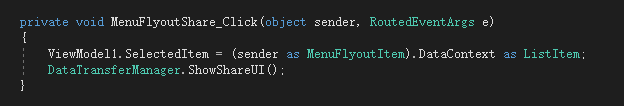 private void MenuFlyoutShare_Click(object sender, RoutedEventArgs e)
{
ViewModel1.SelectedItem = (sender as MenuFlyoutItem).DataContext as ListItem;
DataTransferManager.ShowShareUI();
}